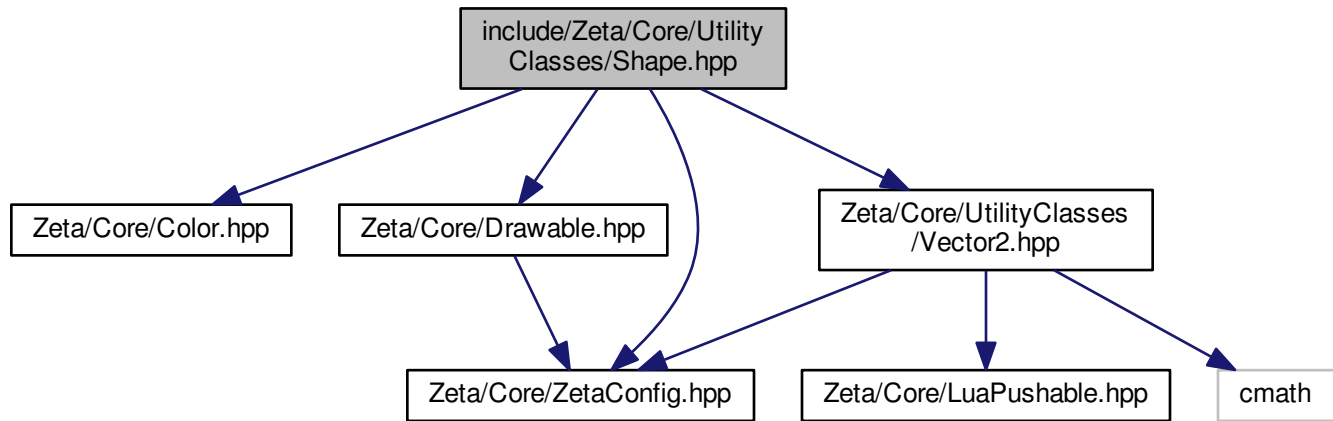 include/Zeta/Core/Utility
Classes/Shape.hpp
Zeta/Core/Color.hpp
Zeta/Core/Drawable.hpp
Zeta/Core/UtilityClasses
/Vector2.hpp
Zeta/Core/ZetaConfig.hpp
Zeta/Core/LuaPushable.hpp
cmath